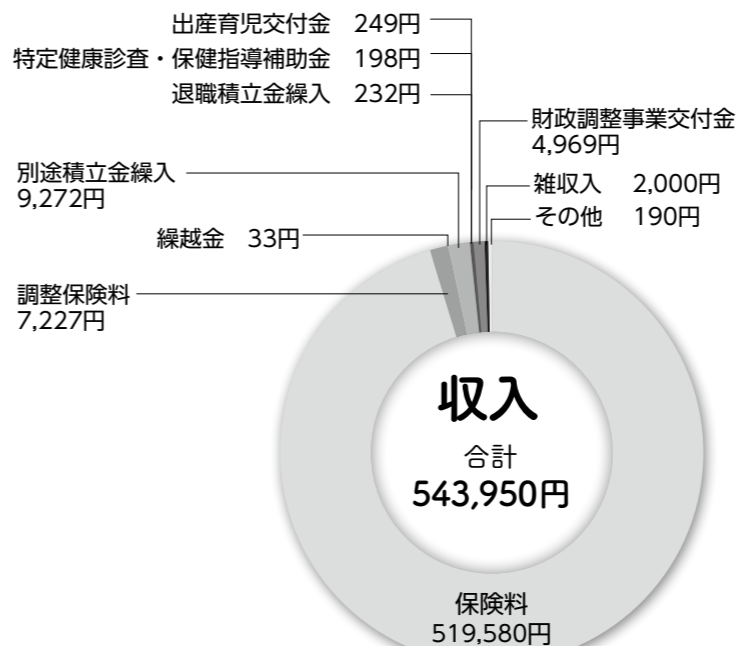 出産育児交付金　249円
特定健康診査・保健指導補助金　198円
退職積立金繰入　232円
財政調整事業交付金
4,969円
別途積立金繰入
9,272円
雑収入　2,000円
その他　190円
繰越金　33円
調整保険料
7,227円
収入
合計
543,950円
保険料
519,580円